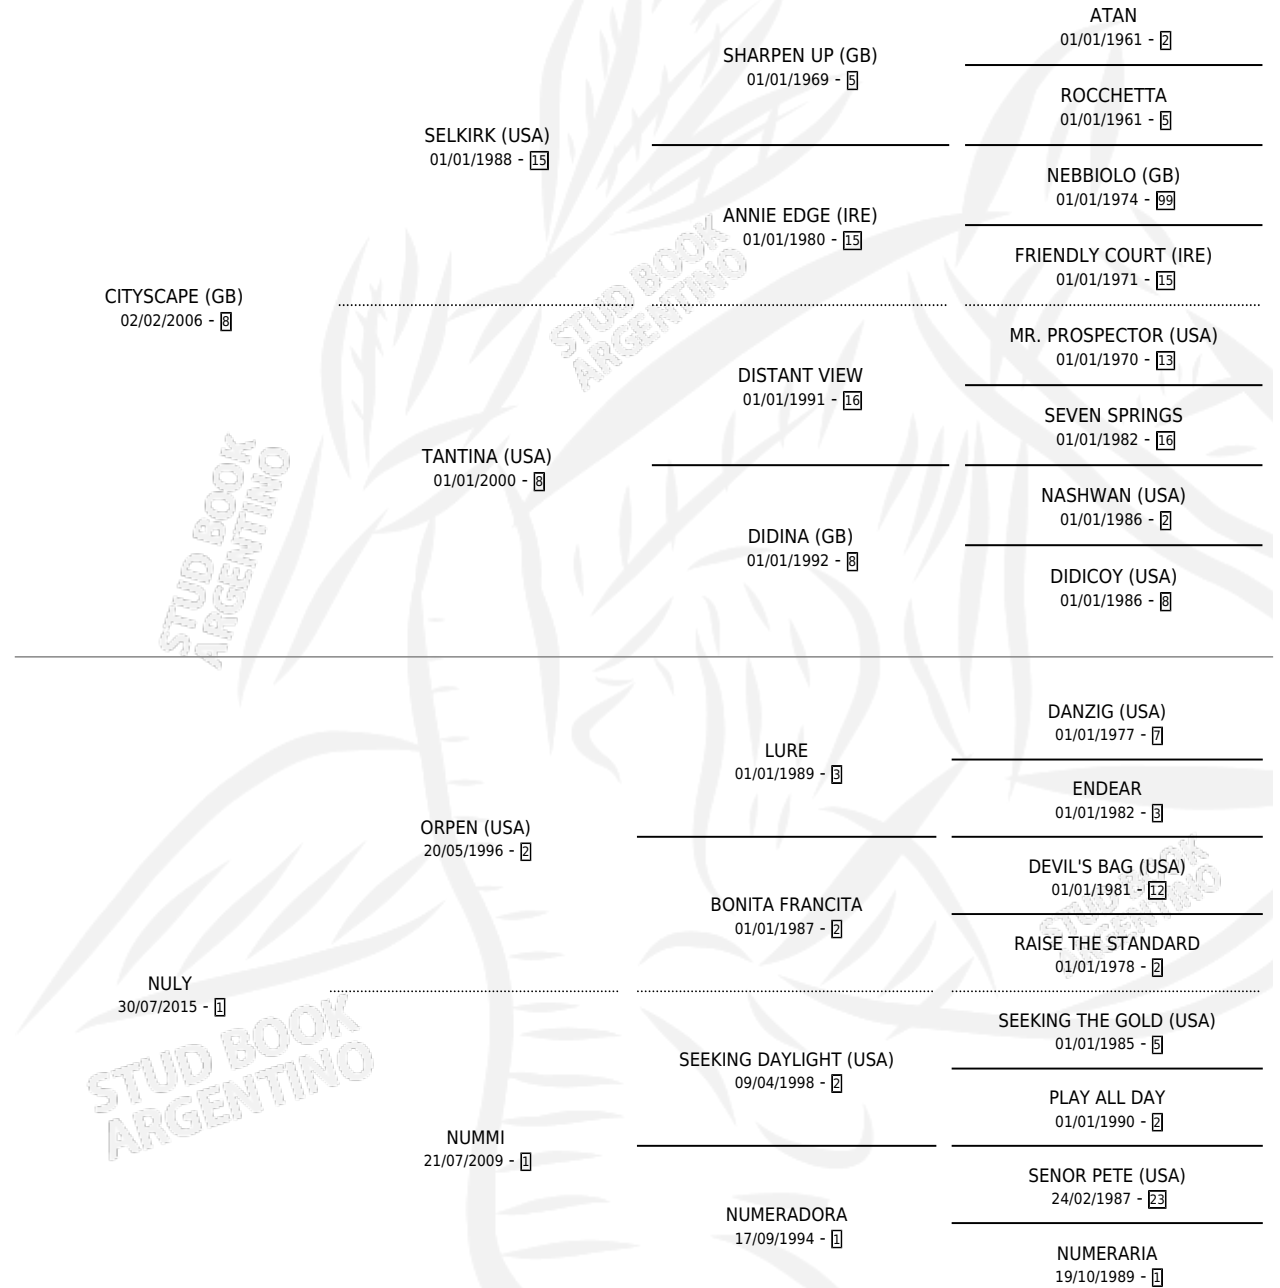 ATAN
01/01/1961 - 2
SHARPEN UP (GB)
01/01/1969 - 5
ROCCHETTA
01/01/1961 - 5
SELKIRK (USA)
01/01/1988 - 15
NEBBIOLO (GB)
01/01/1974 - 99
ANNIE EDGE (IRE)
01/01/1980 - 15
FRIENDLY COURT (IRE)
01/01/1971 - 15
CITYSCAPE (GB)
02/02/2006 - 8
STUD BOOK
ARGENTINO
MR. PROSPECTOR (USA)
01/01/1970 - 13
DISTANT VIEW
01/01/1991 - 16
SEVEN SPRINGS
01/01/1982 - 16
TANTINA (USA)
01/01/2000 - 8
NASHWAN (USA)
01/01/1986 - 2
DIDINA (GB)
01/01/1992 - 8
DIDICOY (USA)
01/01/1986 - 8
STUD BOOK
ARGENTINO
DANZIG (USA)
01/01/1977 - 7
LURE
01/01/1989 - 3
ENDEAR
01/01/1982 - 3
ORPEN (USA)
20/05/1996 - 2
DEVIL'S BAG (USA)
01/01/1981 - 12
BONITA FRANCITA
01/01/1987 - 2
RAISE THE STANDARD
01/01/1978 - 2
STUD BOOK
ARGENTINO
NULY
30/07/2015 - 1
SEEKING THE GOLD (USA)
01/01/1985 - 5
SEEKING DAYLIGHT (USA)
09/04/1998 - 2
PLAY ALL DAY
01/01/1990 - 2
STUD BOOK
ARGENTINO
NUMMI
21/07/2009 - 1
SENOR PETE (USA)
24/02/1987 - 23
NUMERADORA
17/09/1994 - 1
NUMERARIA
19/10/1989 - 1